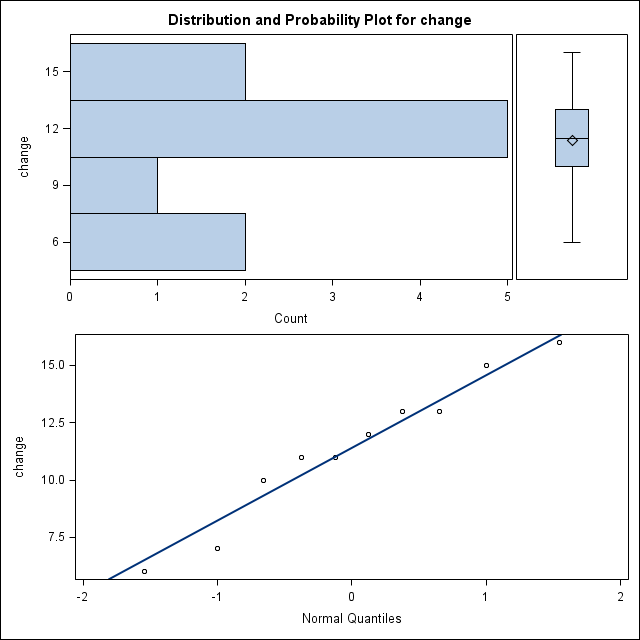 Distribution and Probability Plot for change
15
12
9
6
change
0 1 2 3 4 5
Count
15.0
12.5
10.0
7.5
change
-2 -1 0 1 2
Normal Quantiles